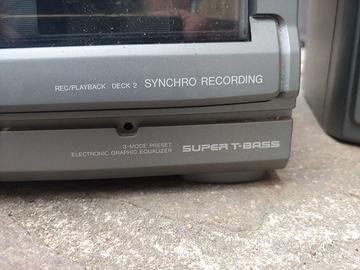 REC/PLAYBACK DECK 2 SYNCHRO RECORDING
3-MODE PRESET
ELECTRONIC GRAPHIC EQUALIZER
SUPER T-BASS